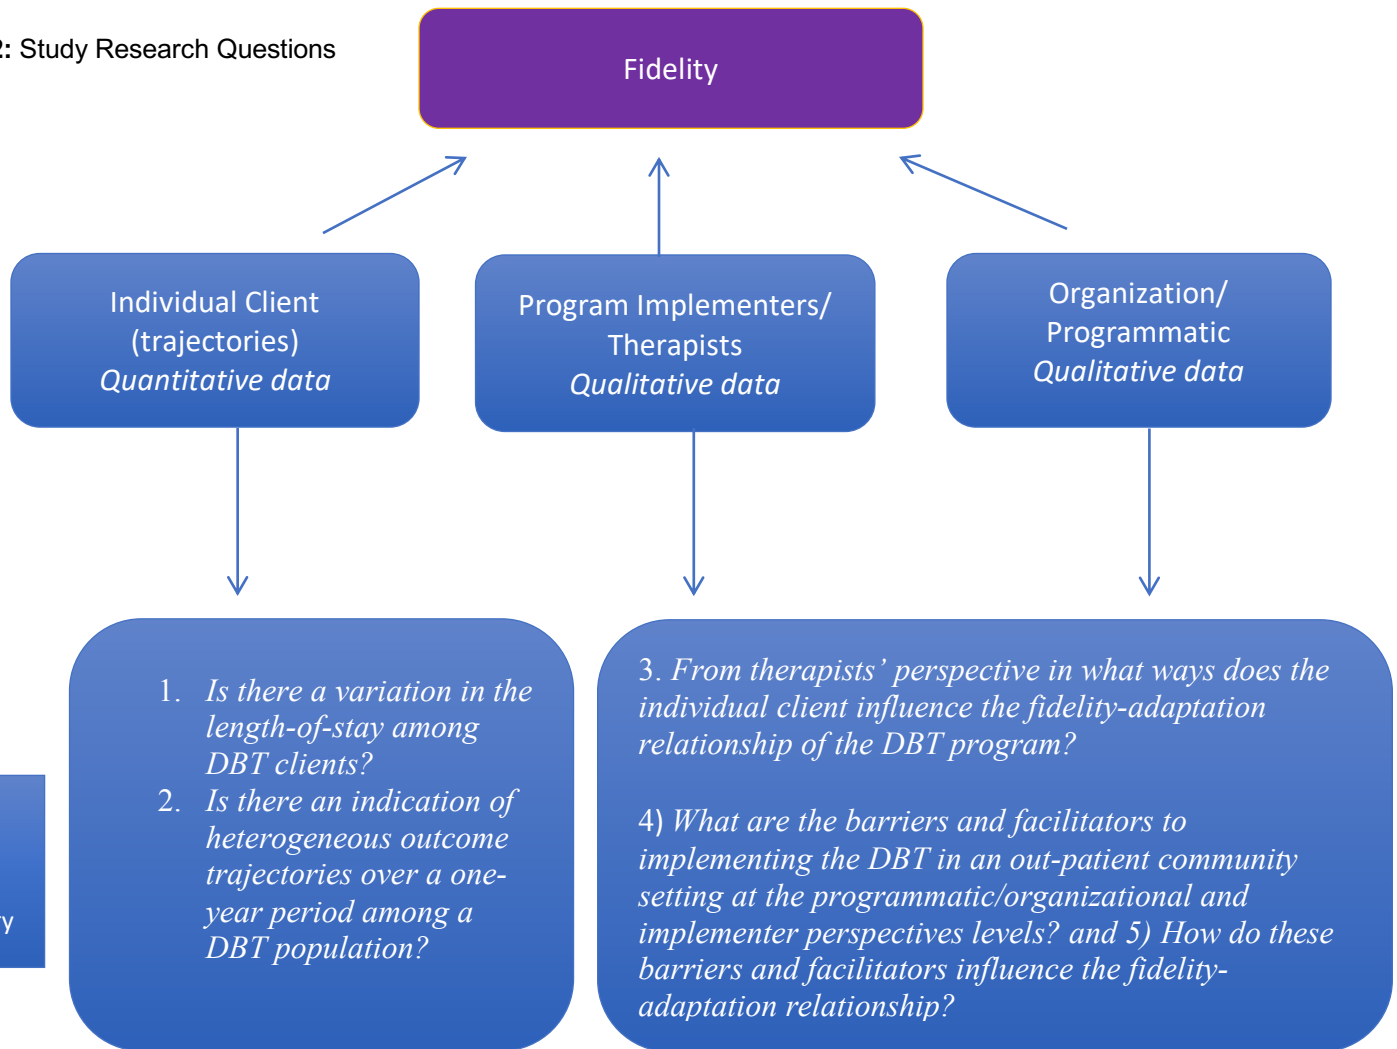 2: Study Research Questions
Fidelity
Individual Client
(trajectories)
Quantitative data
Program Implementers/
Therapists
Qualitative data
Organization/
Programmatic
Qualitative data
1. Is there a variation in the
length-of-stay among
DBT clients?
2. Is there an indication of
heterogeneous outcome
trajectories over a one-
year period among a
DBT population?
3. From therapists’ perspective in what ways does the
individual client influence the fidelity-adaptation
relationship of the DBT program?
4) What are the barriers and facilitators to
implementing the DBT in an out-patient community
setting at the programmatic/organizational and
implementer perspectives levels? and 5) How do these
barriers and facilitators influence the fidelity-
adaptation relationship?